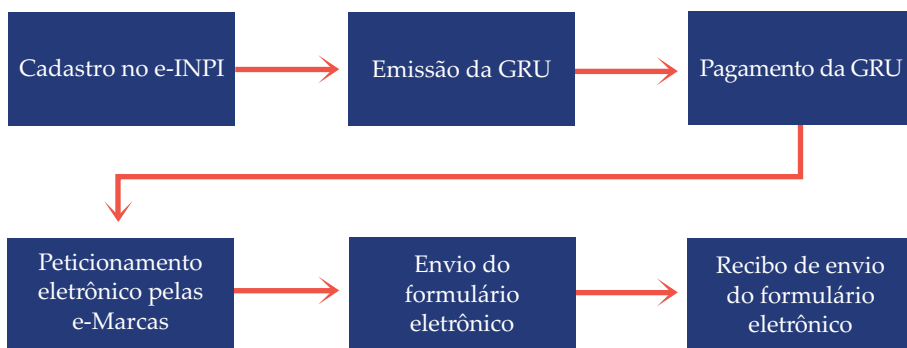 Cadastro no e-INPI
Emissão da GRU
Pagamento da GRU
Peticionamento
eletrônico pelas
e-Marcas
Envio do
formulário
eletrônico
Recibo de envio
do formulário
eletrônico